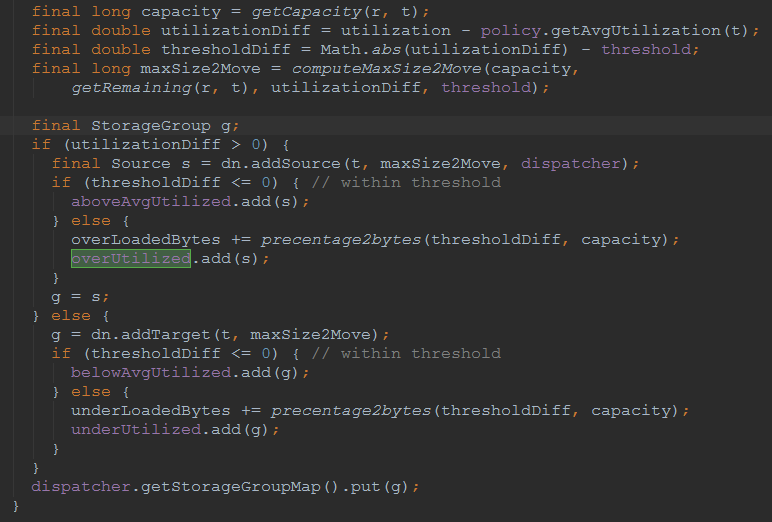 final long capacity = getCapacity(r, t);
final double utilizationDiff = utilization - policy.getAvgUtilization(t);
final double thresholdDiff = Math.abs(utilizationDiff) - threshold;
final long maxSize2Move = computeMaxSize2Move(capacity,
getRemaining(r, t), utilizationDiff, threshold);
final StorageGroup g;
if (utilizationDiff > 0) {
final Source s = dn.addSource(t, maxSize2Move, dispatcher);
if (thresholdDiff <= 0) { // within threshold
aboveAvgUtilized.add(s);
} else {
overLoadedBytes += precentage2bytes(thresholdDiff, capacity);
overUtilized.add(s);
}
g = s;
} else {
g = dn.addTarget(t, maxSize2Move);
if (thresholdDiff <= 0) { // within threshold
belowAvgUtilized.add(g);
} else {
underLoadedBytes += precentage2bytes(thresholdDiff, capacity);
underUtilized.add(g);
}
}
dispatcher.getStorageGroupMap().put(g);
}